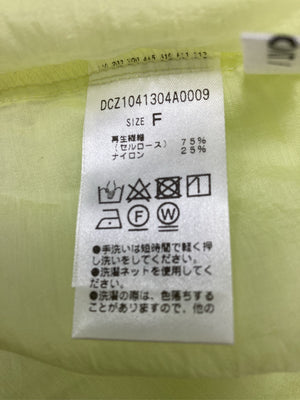 DCZ1041304A0009
SIZE F
再生繊維
(セルロース) 75%
ナイロン 25%
F W
●手洗いは短時間で軽く押
し洗いをしてください。
●洗濯ネットを使用してく
ださい。
●洗濯の際は、色落ちする
ことがありますので、他の